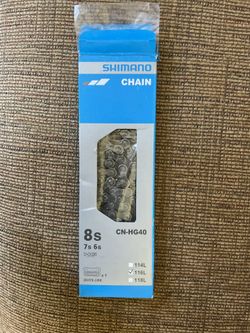 SHIMANO
CHAIN
8s
7s 6s
CN-HG40
114L
116L
118L